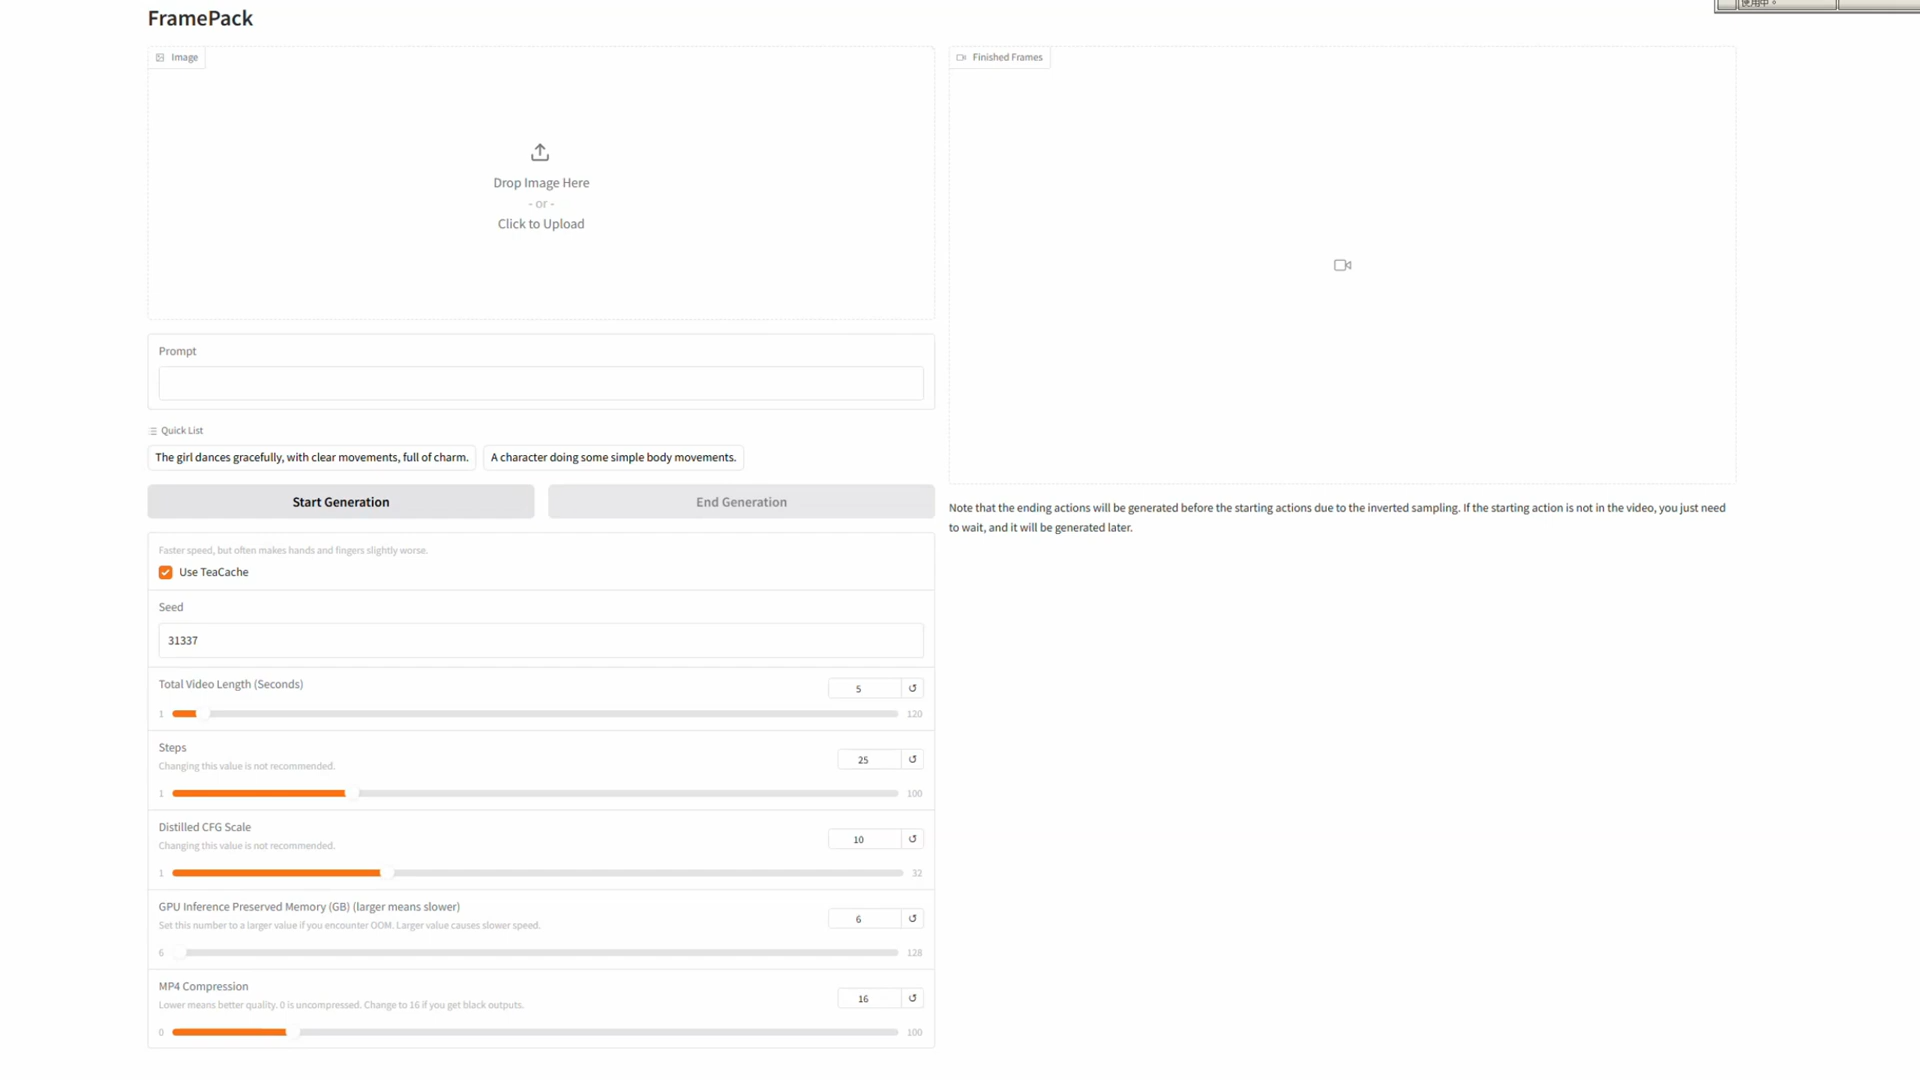 FramePack
使用中。
Image
Finished Frames
Drop Image Here
- or -
Click to Upload
Prompt
Quick List
The girl dances gracefully, with clear movements, full of charm.
A character doing some simple body movements.
Start Generation
End Generation
Note that the ending actions will be generated before the starting actions due to the inverted sampling. If the starting action is not in the video, you just need
to wait, and it will be generated later.
Faster speed, but often makes hands and fingers slightly worse.
Use TeaCache
Seed
31337
Total Video Length (Seconds)
5
1
120
Steps
Changing this value is not recommended.
25
1
100
Distilled CFG Scale
Changing this value is not recommended.
10
1
32
GPU Inference Preserved Memory (GB) (larger means slower)
Set this number to a larger value if you encounter OOM. Larger value causes slower speed.
6
6
128
MP4 Compression
Lower means better quality. 0 is uncompressed. Change to 16 if you get black outputs.
16
0
100